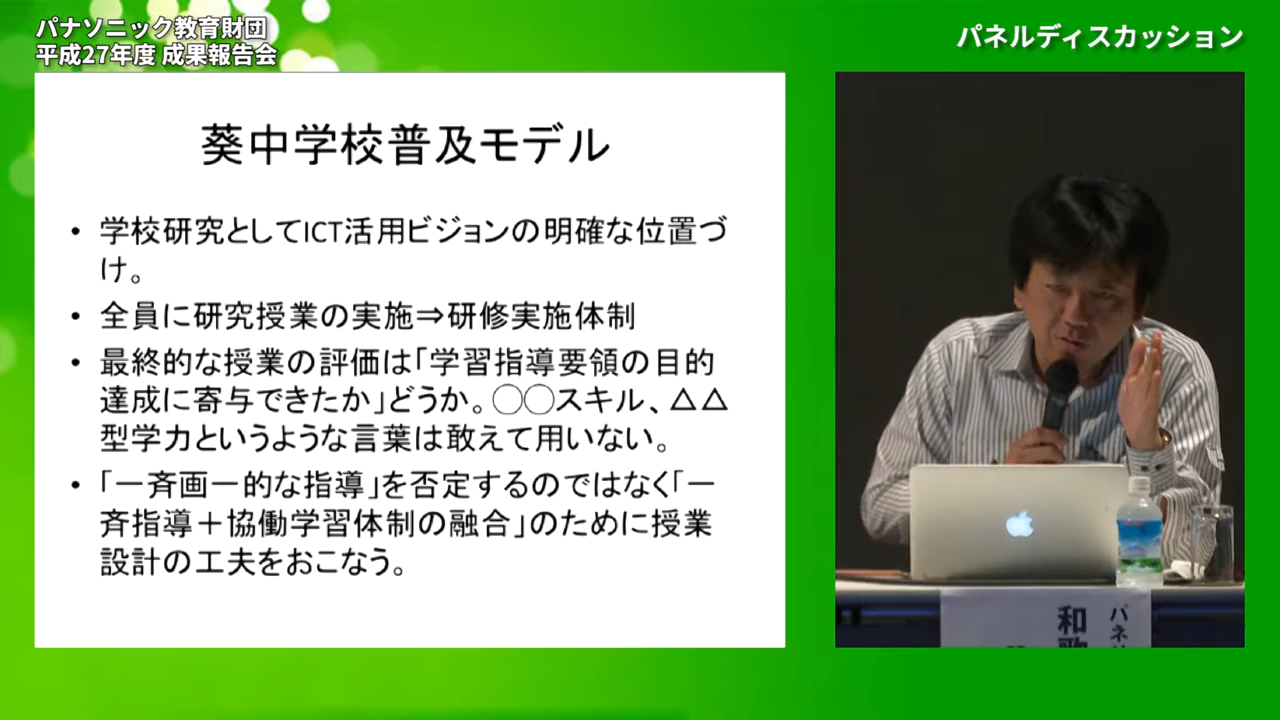 パナソニック教育財団
平成27年度 成果報告会
パネルディスカッション
葵中学校普及モデル
• 学校研究としてICT活用ビジョンの明確な位置づ
け。
• 全員に研究授業の実施⇒研修実施体制
• 最終的な授業の評価は「学習指導要領の目的
達成に寄与できたか」どうか。◯◯スキル、△△
型学力というような言葉は敢えて用いない。
• 「一斉画一的な指導」を否定するのではなく「一
斉指導＋協働学習体制の融合」のために授業
設計の工夫をおこなう。
パネ
和歌